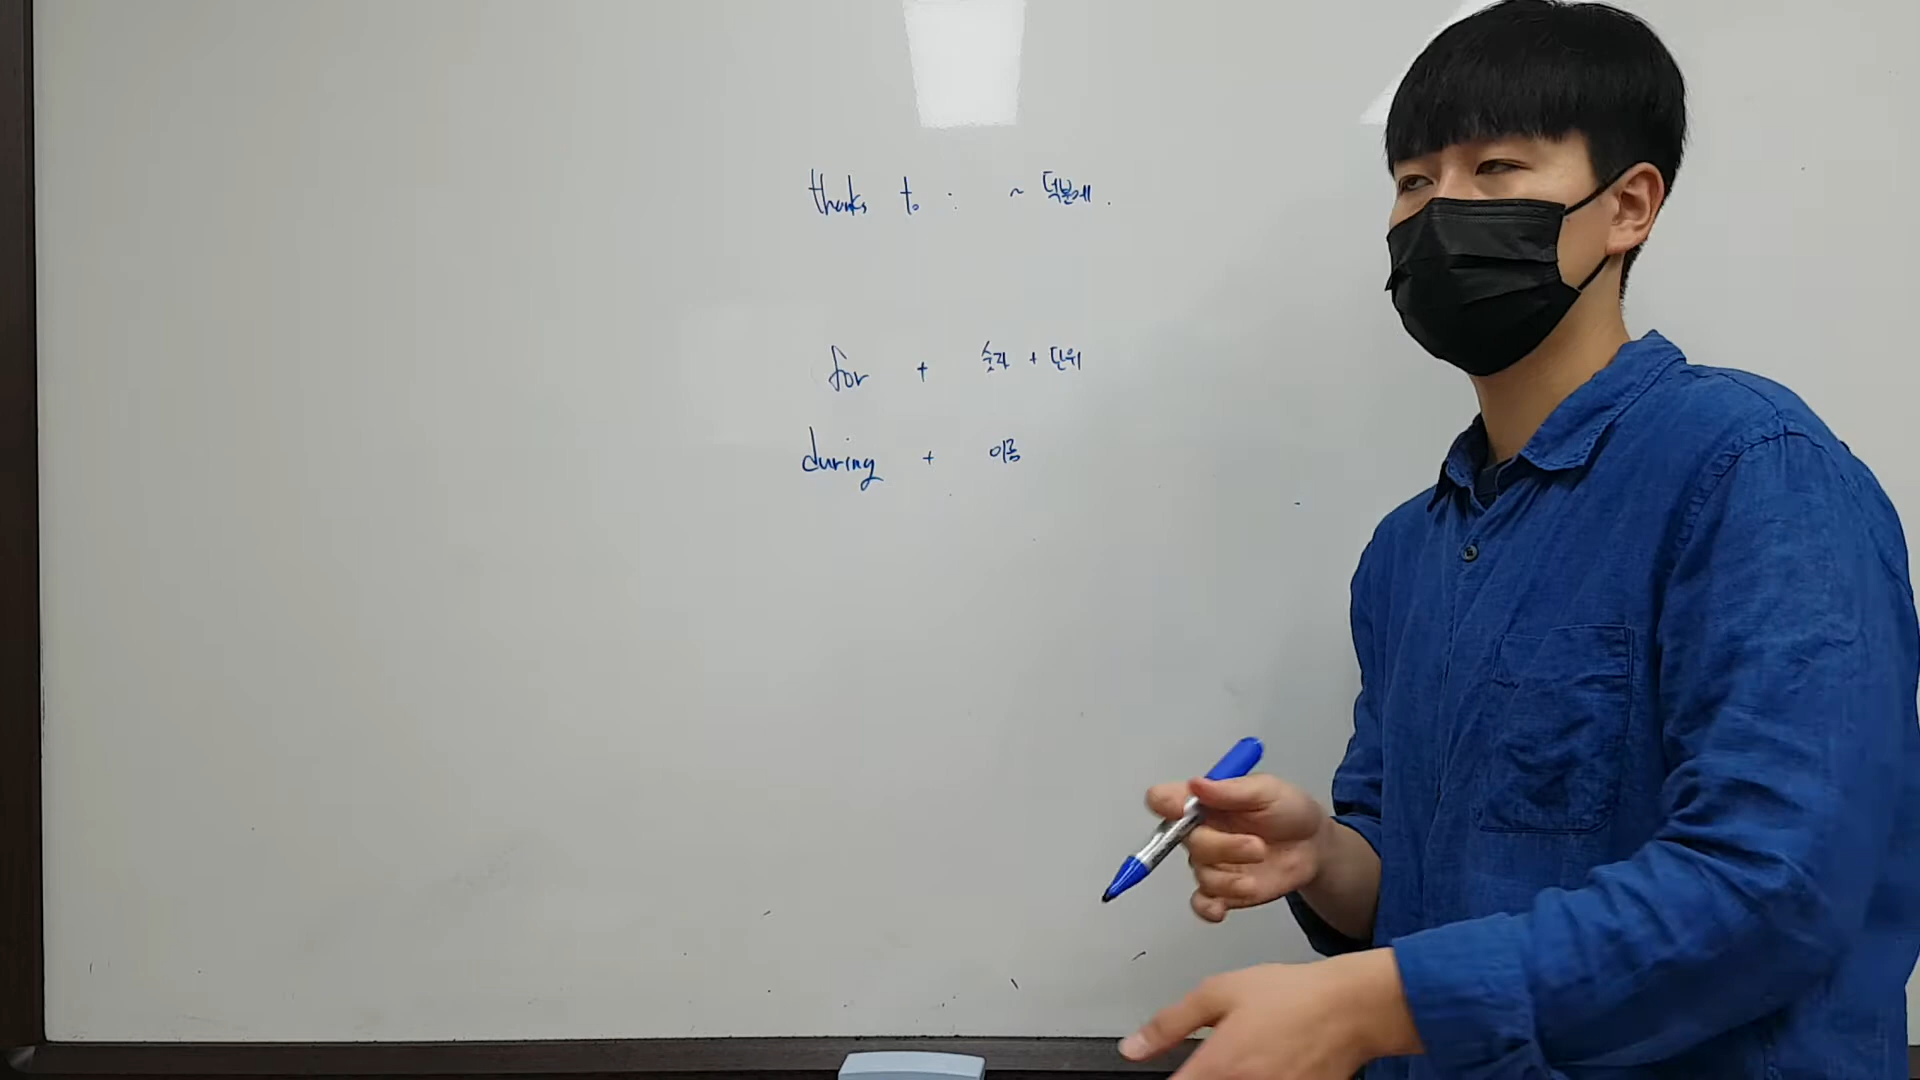 thanks to : ~ 덕분에.
for + 숫자 + 단위
during + 이름